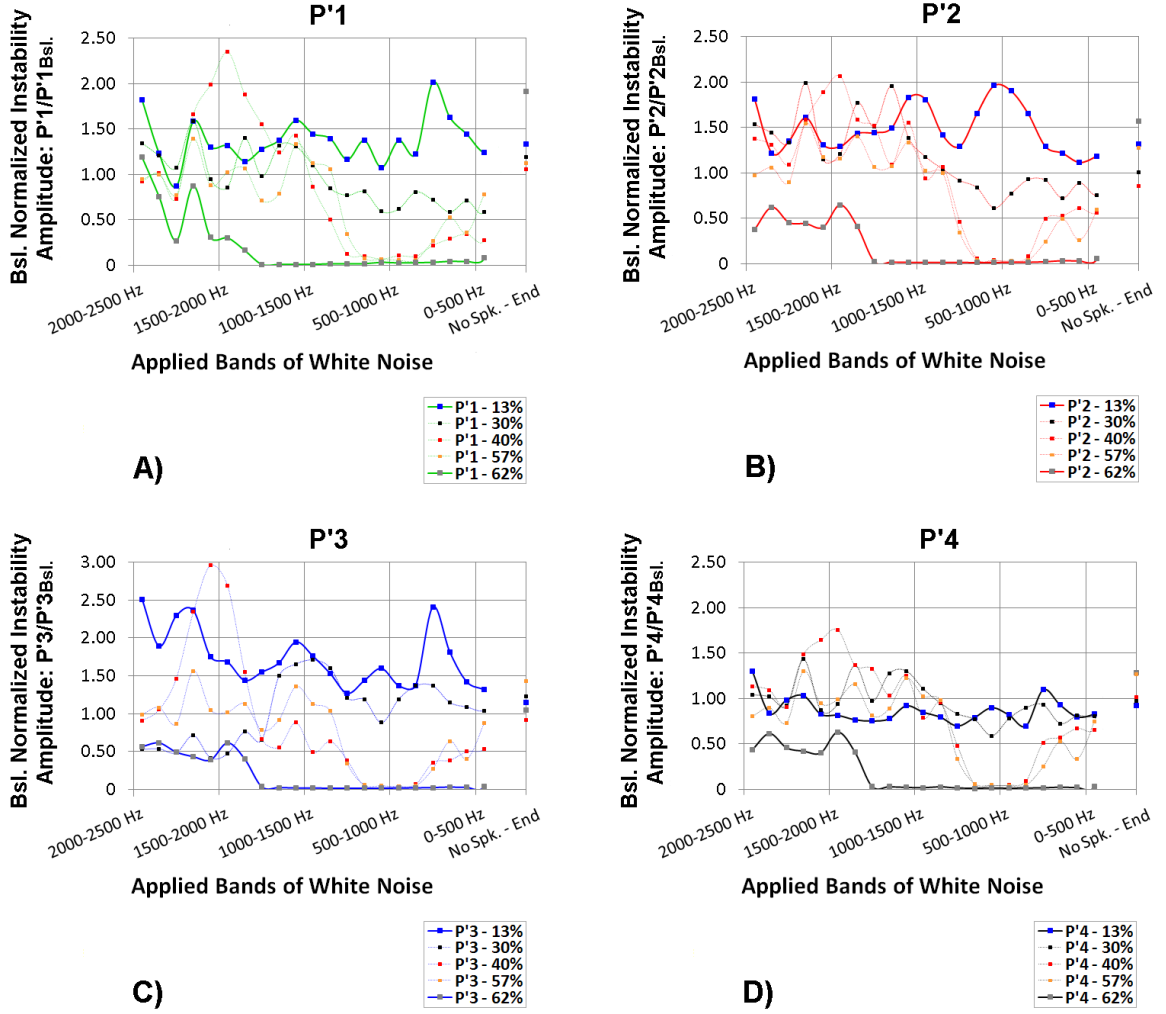 P'1
Bsl. Normalized Instability
Amplitude: P'1/P'1Bsl.
2.50
2.00
1.50
1.00
0.50
0
2000-2500 Hz
1500-2000 Hz
1000-1500 Hz
500-1000 Hz
0-500 Hz
No Spk. - End
Applied Bands of White Noise
P'1 - 13%
P'1 - 30%
P'1 - 40%
P'1 - 57%
P'1 - 62%
A)
P'2
Bsl. Normalized Instability
Amplitude: P'2/P'2Bsl.
2.50
2.00
1.50
1.00
0.50
0
2000-2500 Hz
1500-2000 Hz
1000-1500 Hz
500-1000 Hz
0-500 Hz
No Spk. - End
Applied Bands of White Noise
P'2 - 13%
P'2 - 30%
P'2 - 40%
P'2 - 57%
P'2 - 62%
B)
P'3
Bsl. Normalized Instability
Amplitude: P'3/P'3Bsl.
3.00
2.50
2.00
1.50
1.00
0.50
0
2000-2500 Hz
1500-2000 Hz
1000-1500 Hz
500-1000 Hz
0-500 Hz
No Spk. - End
Applied Bands of White Noise
P'3 - 13%
P'3 - 30%
P'3 - 40%
P'3 - 57%
P'3 - 62%
C)
P'4
Bsl. Normalized Instability
Amplitude: P'4/P'4Bsl.
2.50
2.00
1.50
1.00
0.50
0
2000-2500 Hz
1500-2000 Hz
1000-1500 Hz
500-1000 Hz
0-500 Hz
No Spk. - End
Applied Bands of White Noise
P'4 - 13%
P'4 - 30%
P'4 - 40%
P'4 - 57%
P'4 - 62%
D)